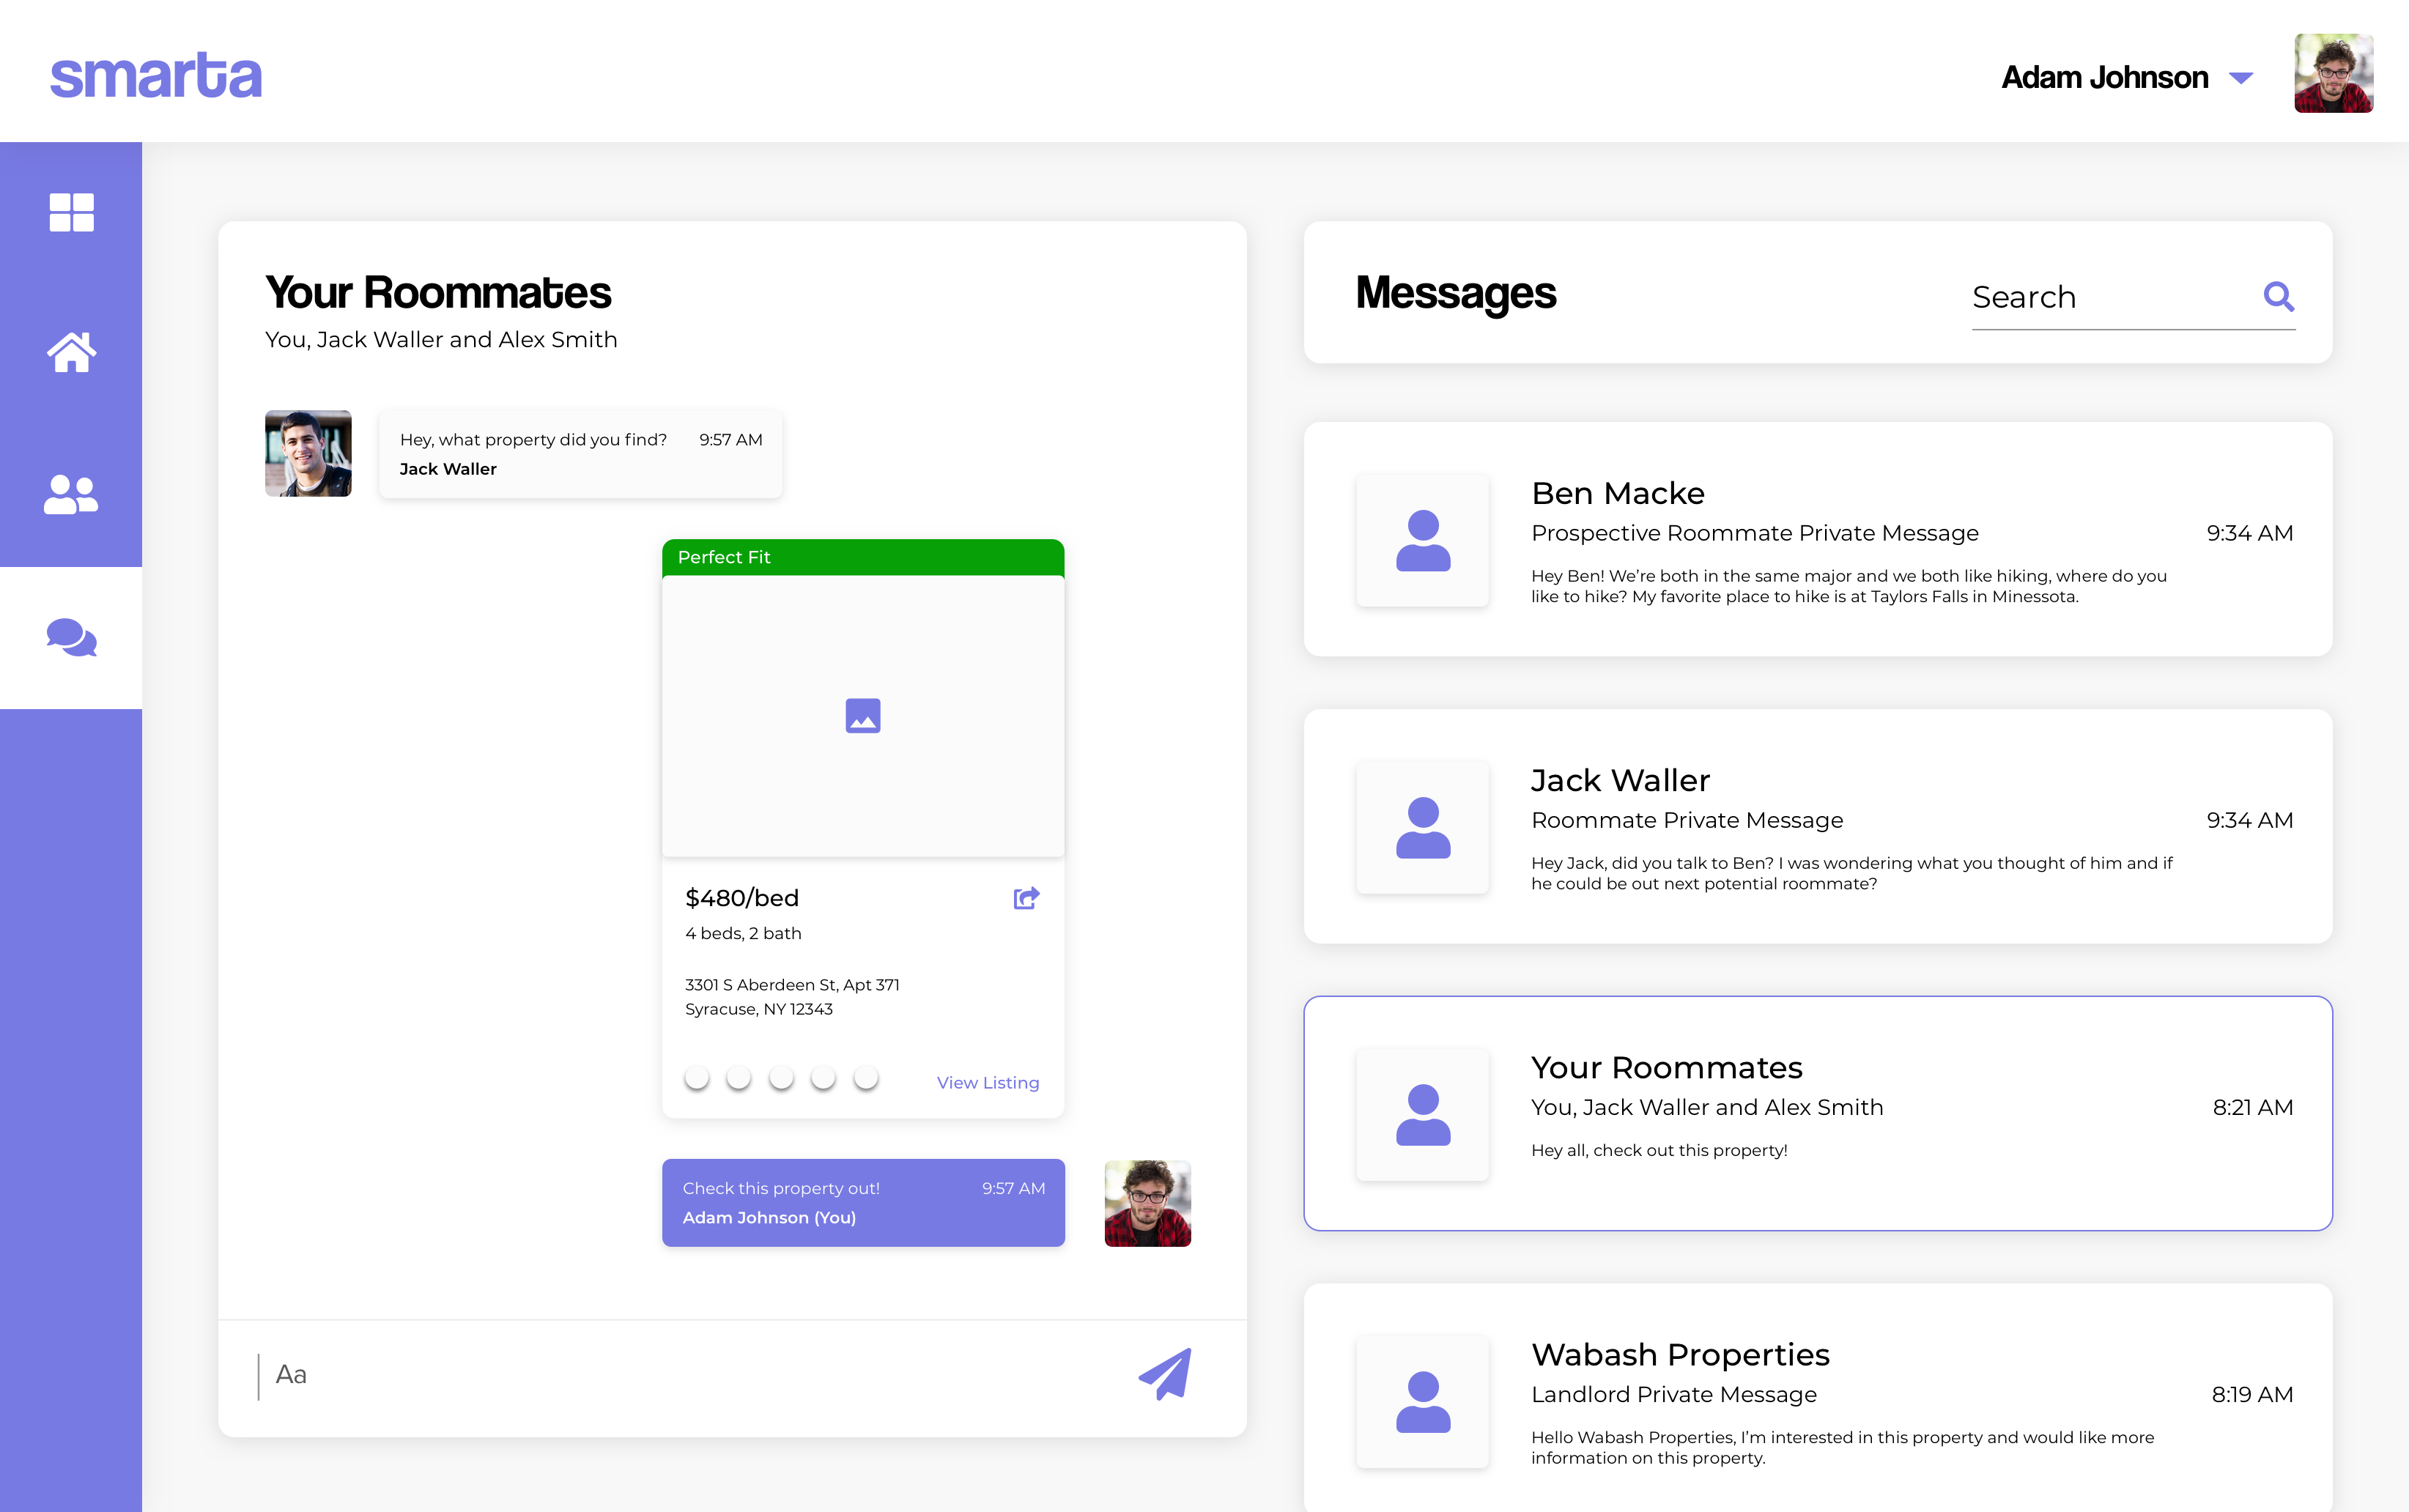 smarta
Adam Johnson
Your Roommates
You, Jack Waller and Alex Smith
Hey, what property did you find? 9:57 AM
Jack Waller
Perfect Fit
$480/bed
4 beds, 2 bath
3301 S Aberdeen St, Apt 371
Syracuse, NY 12343
View Listing
Check this property out! 9:57 AM
Adam Johnson (You)
Aa
Messages
Search
Ben Macke
Prospective Roommate Private Message 9:34 AM
Hey Ben! We’re both in the same major and we both like hiking, where do you
like to hike? My favorite place to hike is at Taylors Falls in Minessota.
Jack Waller
Roommate Private Message 9:34 AM
Hey Jack, did you talk to Ben? I was wondering what you thought of him and if
he could be out next potential roommate?
Your Roommates
You, Jack Waller and Alex Smith 8:21 AM
Hey all, check out this property!
Wabash Properties
Landlord Private Message 8:19 AM
Hello Wabash Properties, I’m interested in this property and would like more
information on this property.